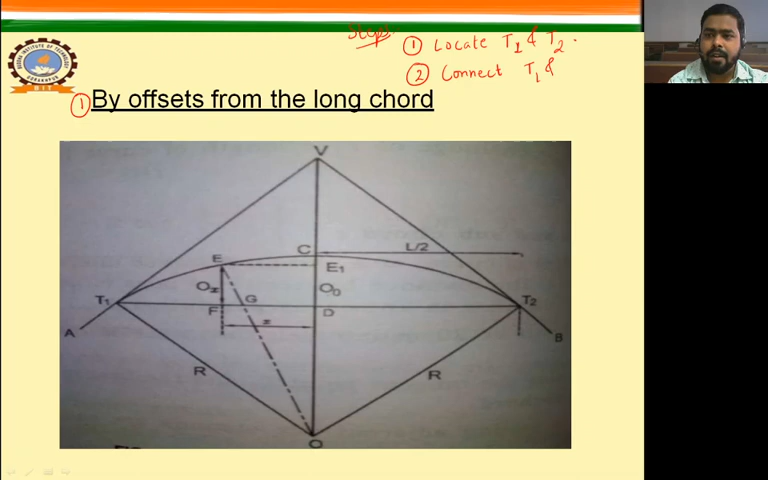 Steps
① Locate T1 & T2.
② Connect T1 &
① By offsets from the long chord
V
C
L/2
E
E1
Ox
O0
T1
G
T2
F
D
x
A
B
R
R
O